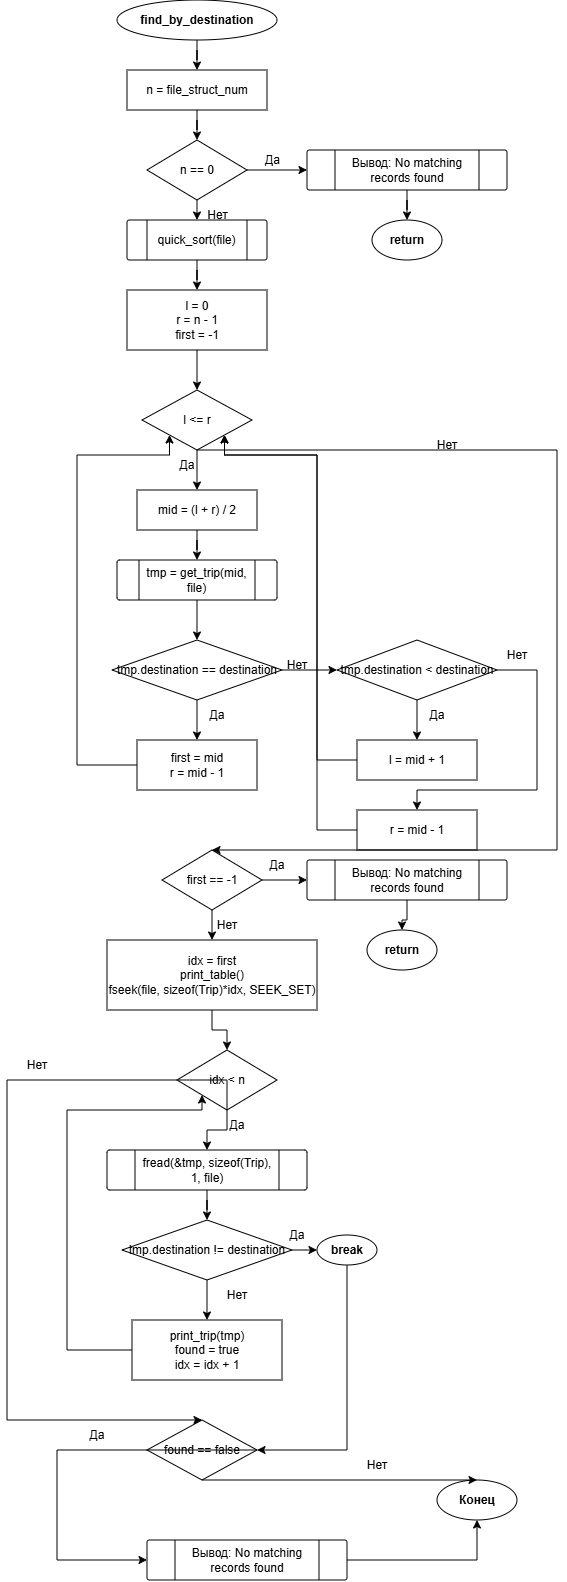 find_by_destination
n = file_struct_num
n == 0
Да
Вывод: No matching
records found
Нет
quick_sort(file)
return
l = 0
r = n - 1
first = -1
l <= r
Нет
Да
mid = (l + r) / 2
tmp = get_trip(mid,
file)
tmp.destination == destination
Нет
tmp.destination < destination
Нет
Да
Да
first = mid
r = mid - 1
l = mid + 1
r = mid - 1
first == -1
Да
Вывод: No matching
records found
Нет
return
idx = first
print_table()
fseek(file, sizeof(Trip)*idx, SEEK_SET)
Нет
idx < n
Да
fread(&tmp, sizeof(Trip),
1, file)
tmp.destination != destination
Да
break
Нет
print_trip(tmp)
found = true
idx = idx + 1
Да
found == false
Нет
Конец
Вывод: No matching
records found